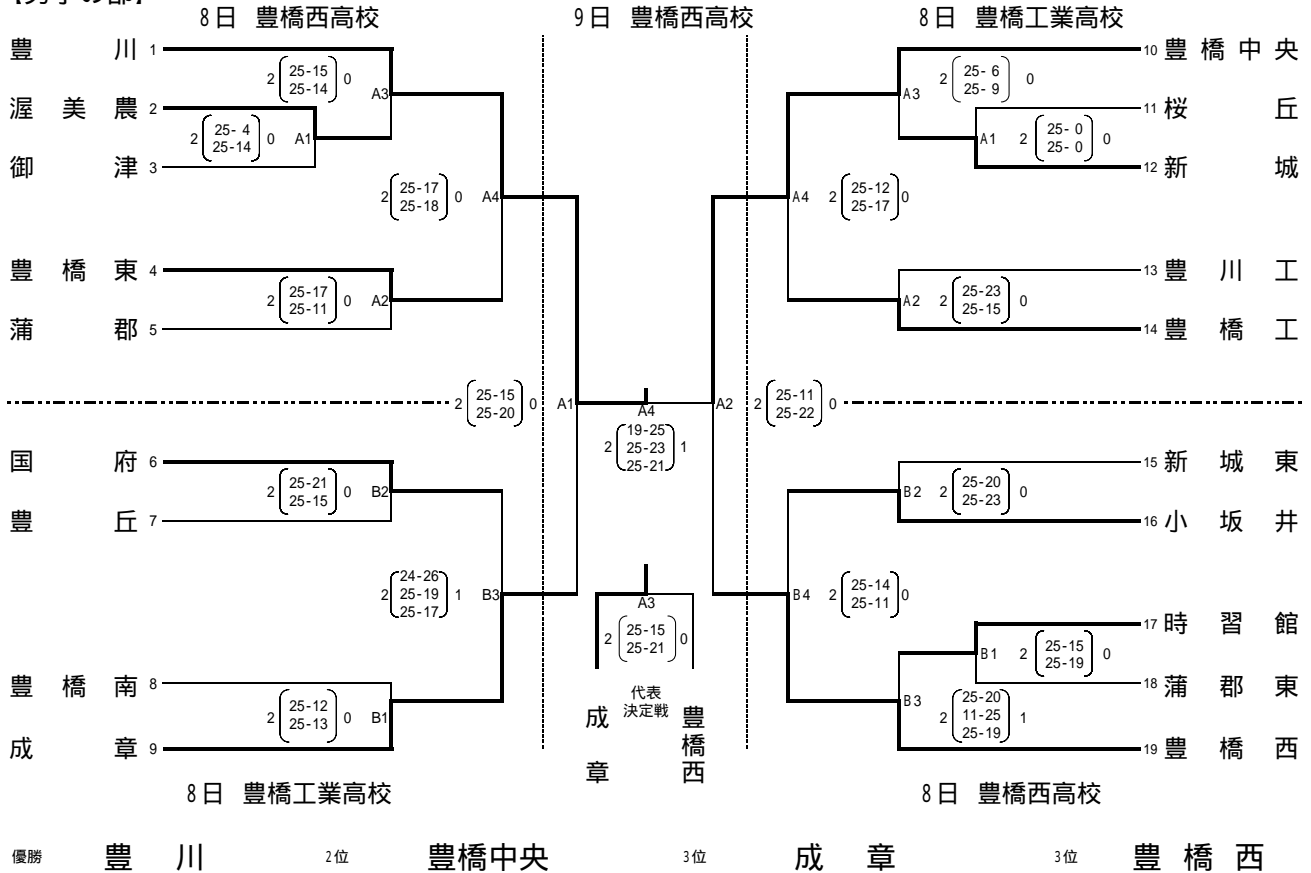 【男子の部】
8日 豊橋西高校
9日 豊橋西高校
8日 豊橋工業高校
豊川 1
渥美農 2
御津 3
豊橋東 4
蒲郡 5
国府 6
豊丘 7
豊橋南 8
成章 9
2 25-15 0 A3
25-14
2 25- 4 0 A1
25-14
2 25-17 0 A4
25-18
2 25-17 0 A2
25-11
2 25-15 0 A1
25-20
2 25-21 0 B2
25-15
24-26
2 25-19 1 B3
25-17
2 25-12 0 B1
25-13
A4
19-25
2 25-23 1
25-21
A3
2 25-15 0
25-21
代表
決定戦
成章
豊橋西
10 豊橋中央
11 桜丘
12 新城
13 豊川工
14 豊橋工
15 新城東
16 小坂井
17 時習館
18 蒲郡東
19 豊橋西
A3 2 25- 6 0
25- 9
A1 2 25- 0 0
25- 0
A4 2 25-12 0
25-17
A2 2 25-23 0
25-15
A2 2 25-11 0
25-22
B2 2 25-20 0
25-23
B4 2 25-14 0
25-11
B1 2 25-15 0
25-19
25-20
B3 2 11-25 1
25-19
8日 豊橋工業高校
8日 豊橋西高校
優勝 豊川 2位 豊橋中央 3位 成章 3位 豊橋西